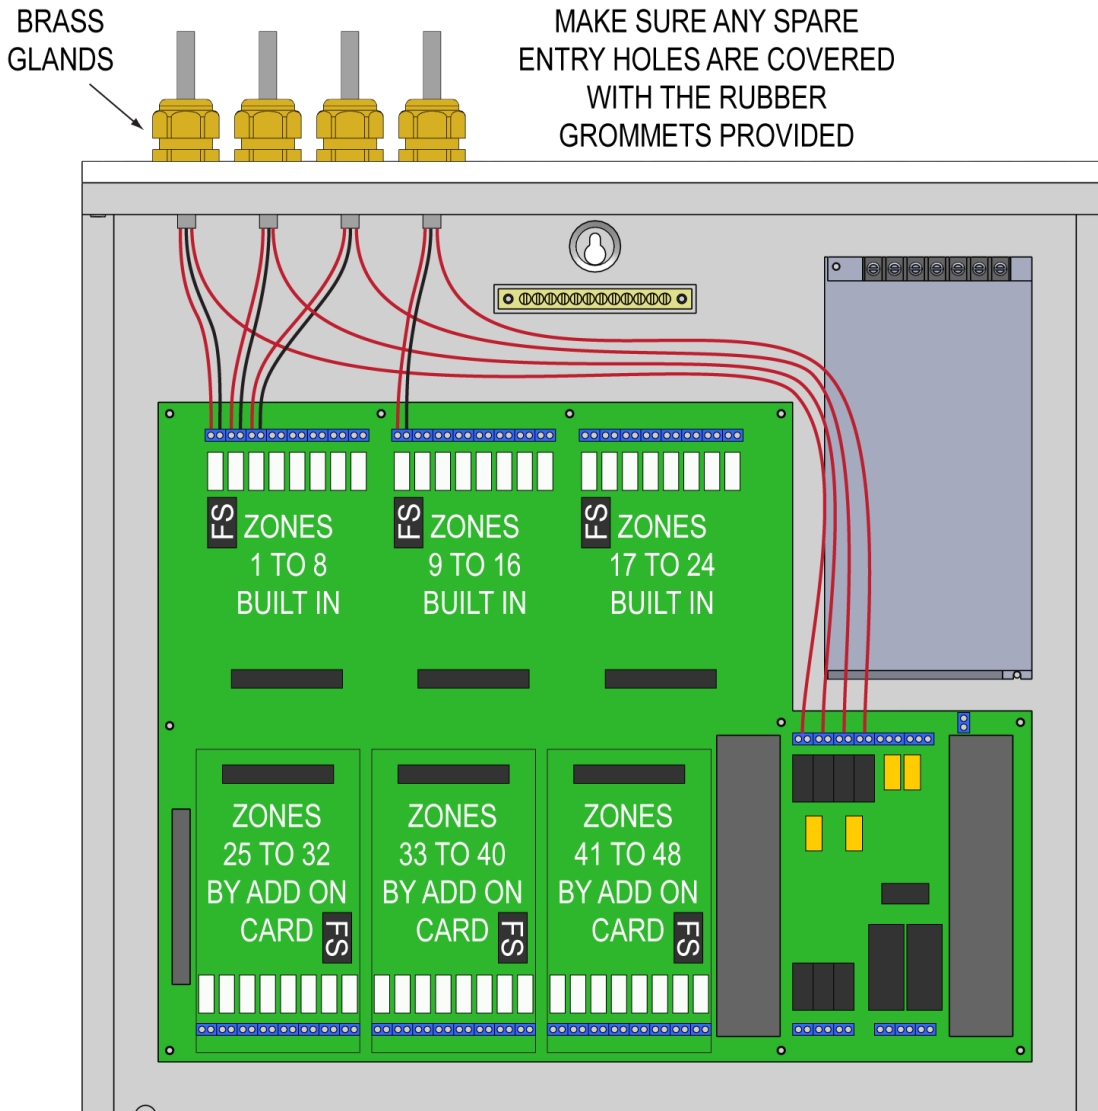 BRASS
GLANDS
MAKE SURE ANY SPARE
ENTRY HOLES ARE COVERED
WITH THE RUBBER
GROMMETS PROVIDED
FS
ZONES
1 TO 8
BUILT IN
FS
ZONES
9 TO 16
BUILT IN
FS
ZONES
17 TO 24
BUILT IN
ZONES
25 TO 32
BY ADD ON
CARD
FS
ZONES
33 TO 40
BY ADD ON
CARD
FS
ZONES
41 TO 48
BY ADD ON
CARD
FS